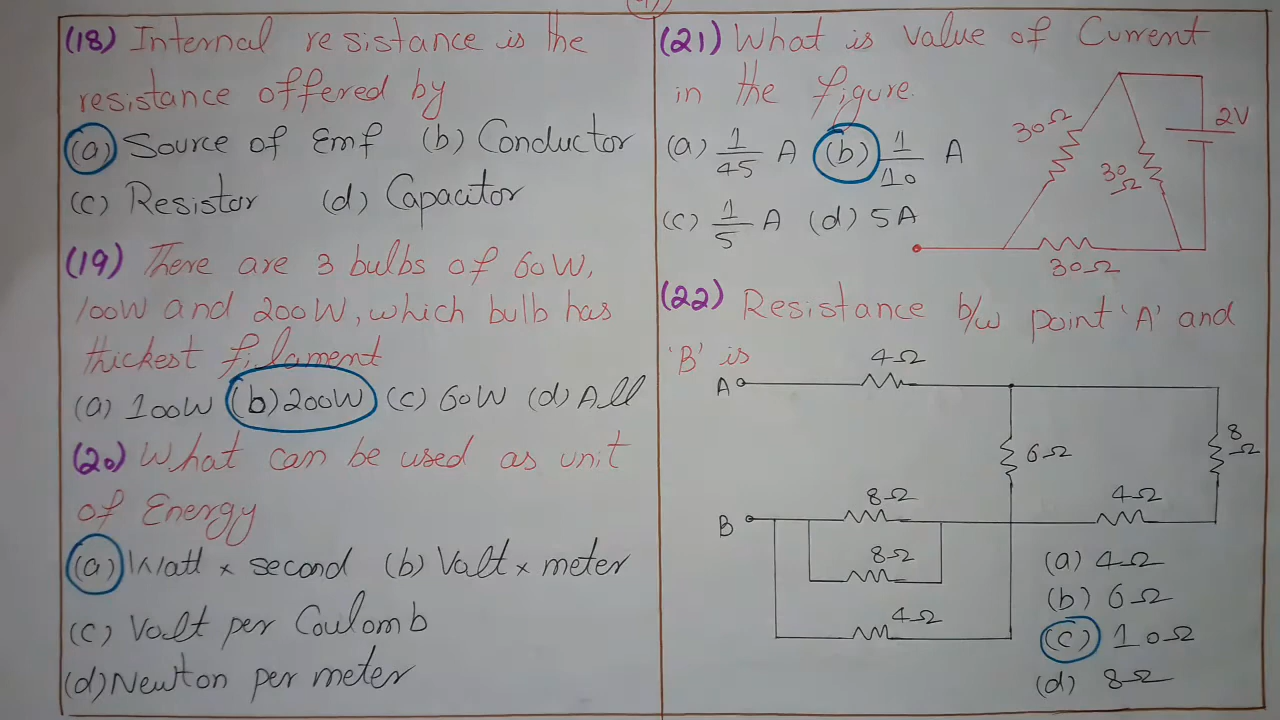 (18) Internal resistance is the
resistance offered by
(a) Source of Emf (b) Conductor
(c) Resistor (d) Capacitor
(19) There are 3 bulbs of 60W,
100W and 200W, which bulb has
thickest filament
(a) 100W (b) 200W (c) 60W (d) All
(20) What can be used as unit
of Energy
(a) Watt × second (b) Valt × meter
(c) Volt per Coulomb
(d) Newton per meter
(21) What is value of Current
in the figure.
(a) 1/45 A (b) 1/10 A
(c) 1/5 A (d) 5A
30Ω
30Ω
2V
30Ω
(22) Resistance b/w point 'A' and
'B' is
4Ω
A
6Ω
8Ω
8Ω
4Ω
B
8Ω
4Ω
(a) 4Ω
(b) 6Ω
(c) 10Ω
(d) 8Ω